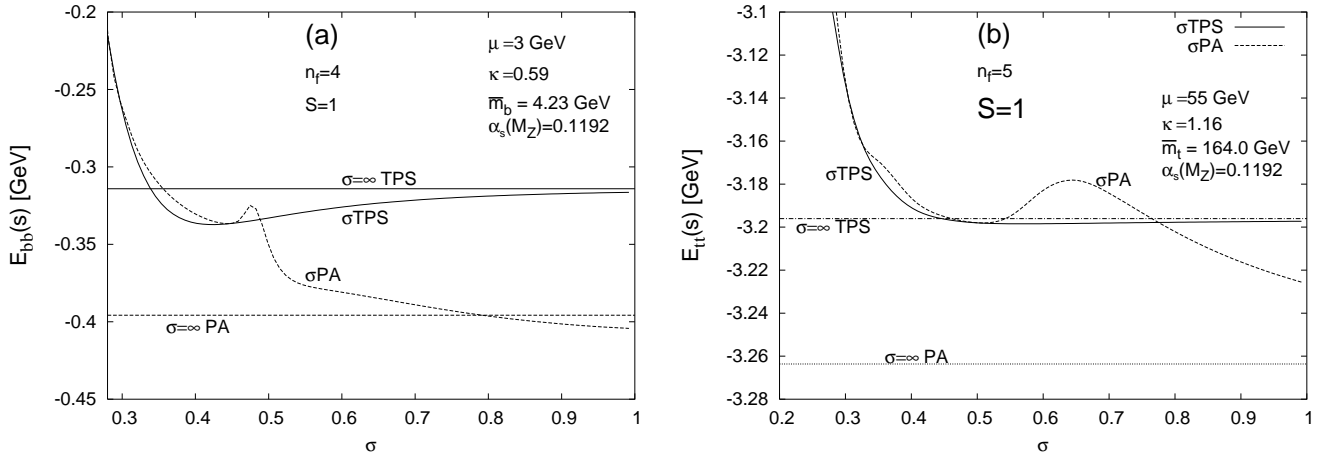 (a)
μ =3 GeV
n_f=4
κ =0.59
S=1
m̅_b = 4.23 GeV
α_s(M_Z)=0.1192
σ=∞ TPS
σTPS
σPA
σ=∞ PA
E_bb(s) [GeV]
-0.2
-0.25
-0.3
-0.35
-0.4
-0.45
0.3 0.4 0.5 0.6 0.7 0.8 0.9 1
σ
(b)
σTPS
σPA
n_f=5
S=1
μ =55 GeV
κ =1.16
m̅_t = 164.0 GeV
α_s(M_Z)=0.1192
σTPS
σPA
σ=∞ TPS
σ=∞ PA
E_tt(s) [GeV]
-3.1
-3.12
-3.14
-3.16
-3.18
-3.2
-3.22
-3.24
-3.26
-3.28
0.2 0.3 0.4 0.5 0.6 0.7 0.8 0.9 1
σ